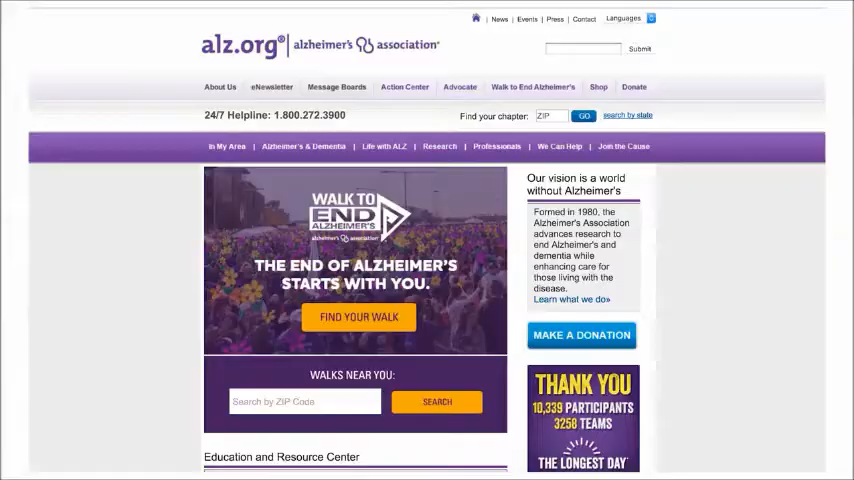 News | Events | Press | Contact Languages
alz.org® | alzheimer's association®
Submit
About Us | eNewsletter | Message Boards | Action Center | Advocate | Walk to End Alzheimer's | Shop | Donate
24/7 Helpline: 1.800.272.3900 Find your chapter: ZIP GO search by state
In My Area | Alzheimer's & Dementia | Life with ALZ | Research | Professionals | We Can Help | Join the Cause
WALK TO
END
ALZHEIMER'S
alzheimer's association®
THE END OF ALZHEIMER'S
STARTS WITH YOU.
FIND YOUR WALK
WALKS NEAR YOU:
Search by ZIP Code
SEARCH
Education and Resource Center
Our vision is a world
without Alzheimer's
Formed in 1980, the
Alzheimer's Association
advances research to
end Alzheimer's and
dementia while
enhancing care for
those living with the
disease.
Learn what we do»
MAKE A DONATION
THANK YOU
10,339 PARTICIPANTS
3258 TEAMS
THE LONGEST DAY